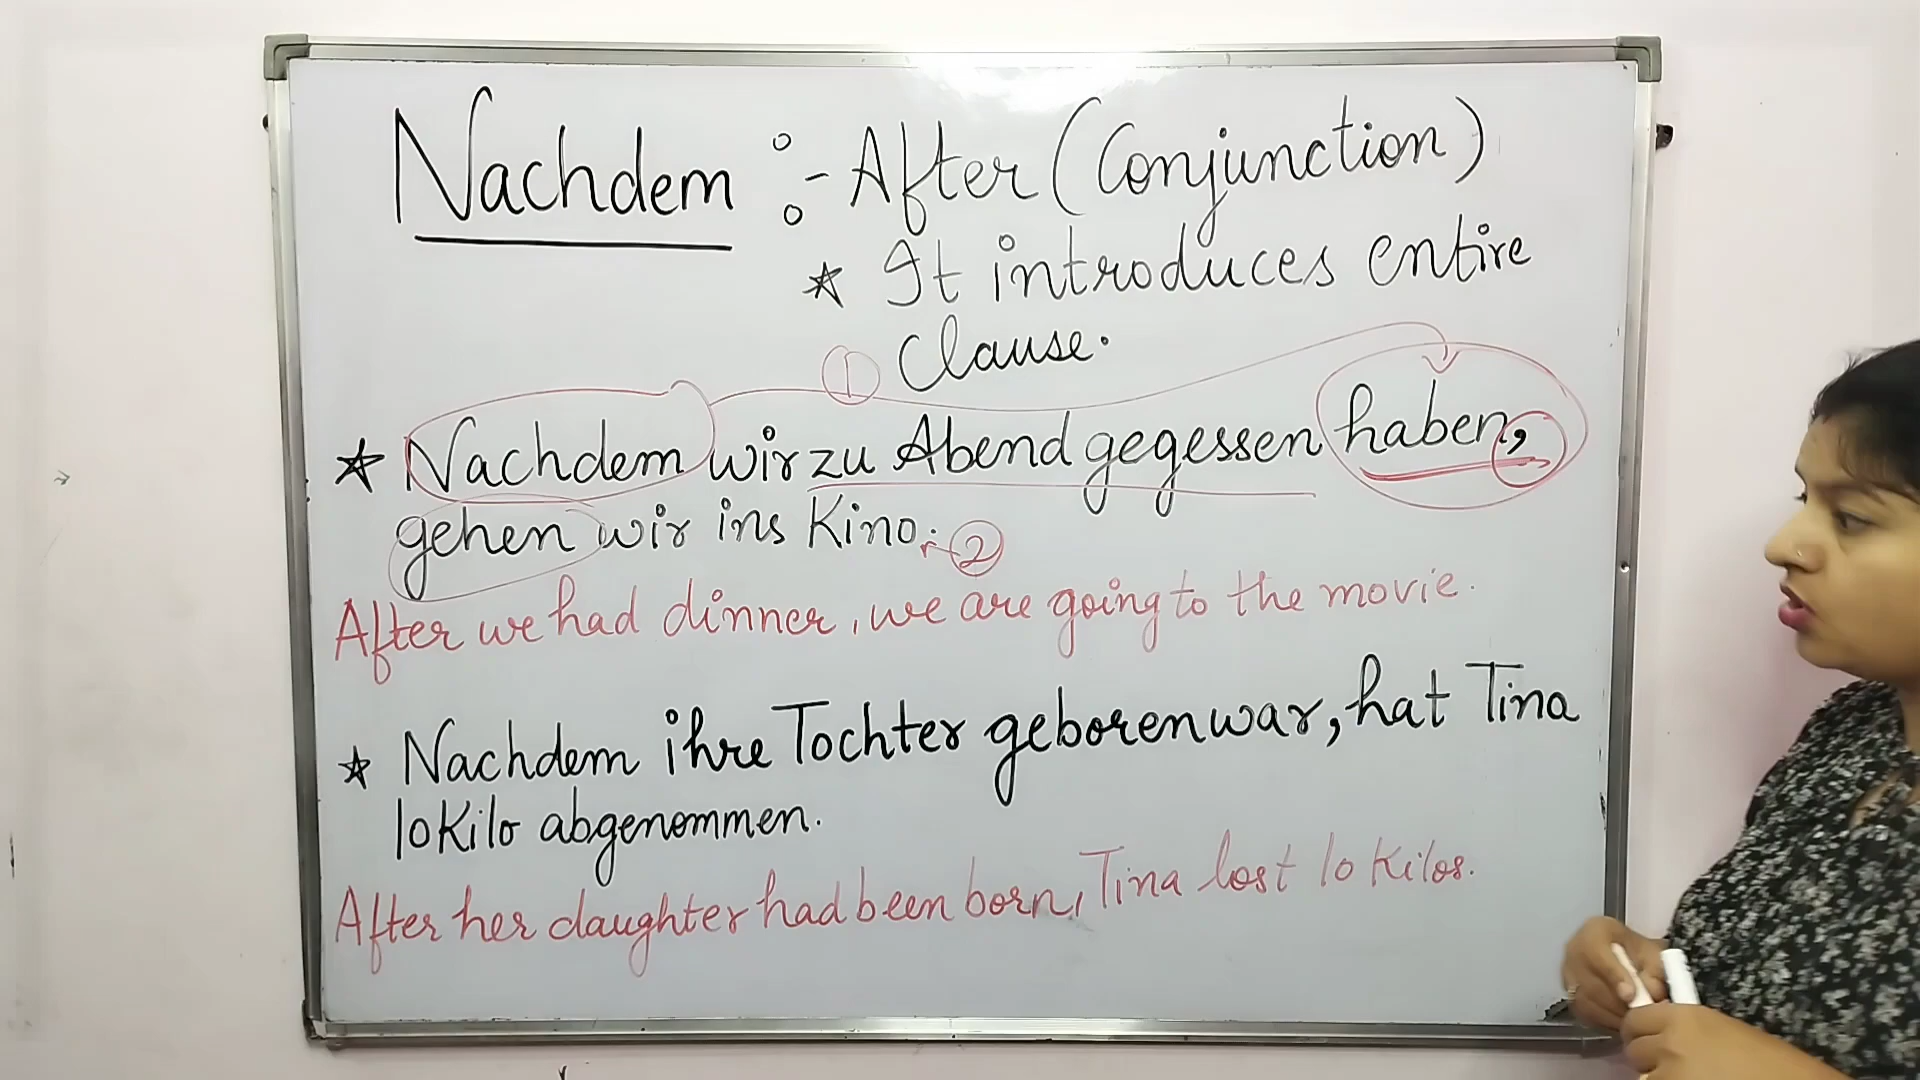 Nachdem :- After (Conjunction)
* It introduces entire
① Clause.
* Nachdem wir zu Abend gegessen haben,
gehen wir ins Kino. ②
After we had dinner, we are going to the movie.
* Nachdem ihre Tochter geboren war, hat Tina
10 Kilo abgenommen.
After her daughter had been born, Tina lost 10 Kilos.